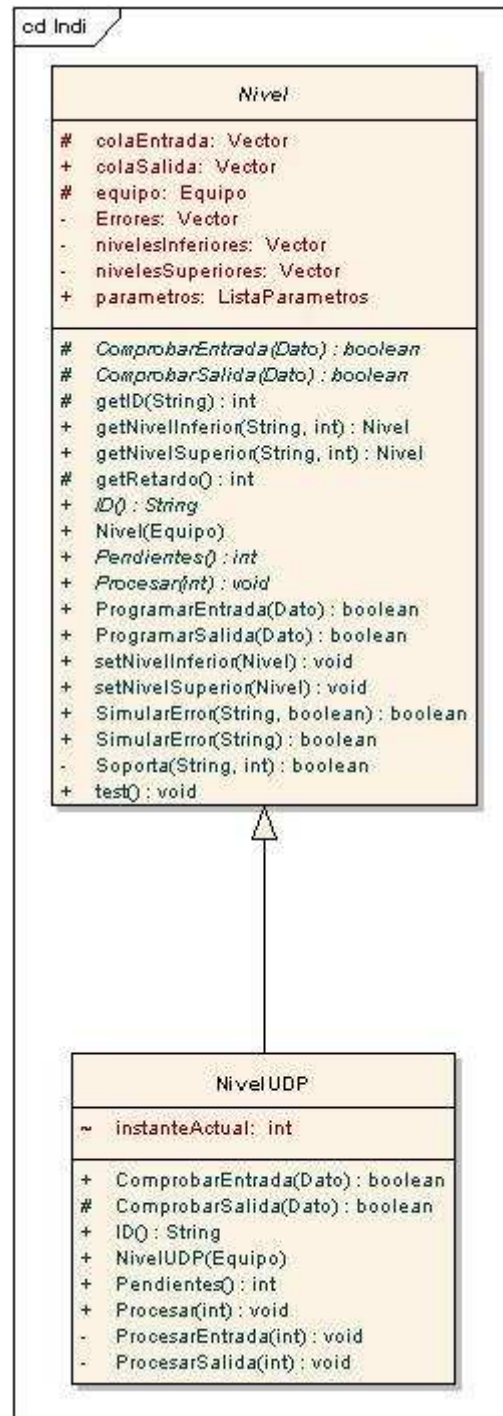 cd Indi
Nivel
# colaEntrada: Vector
+ colaSalida: Vector
# equipo: Equipo
- Errores: Vector
- nivelesInferiores: Vector
- nivelesSuperiores: Vector
+ parametros: ListaParametros
# ComprobarEntrada(Dato) : boolean
# ComprobarSalida(Dato) : boolean
# getID(String) : int
+ getNivelInferior(String, int) : Nivel
+ getNivelSuperior(String, int) : Nivel
# getRetardo() : int
+ ID() : String
+ Nivel(Equipo)
+ Pendientes() : int
+ Procesar(int) : void
+ ProgramarEntrada(Dato) : boolean
+ ProgramarSalida(Dato) : boolean
+ setNivelInferior(Nivel) : void
+ setNivelSuperior(Nivel) : void
+ SimularError(String, boolean) : boolean
+ SimularError(String) : boolean
- Soporta(String, int) : boolean
+ test() : void
NivelUDP
~ instanteActual: int
+ ComprobarEntrada(Dato) : boolean
# ComprobarSalida(Dato) : boolean
+ ID() : String
+ NivelUDP(Equipo)
+ Pendientes() : int
+ Procesar(int) : void
- ProcesarEntrada(int) : void
- ProcesarSalida(int) : void